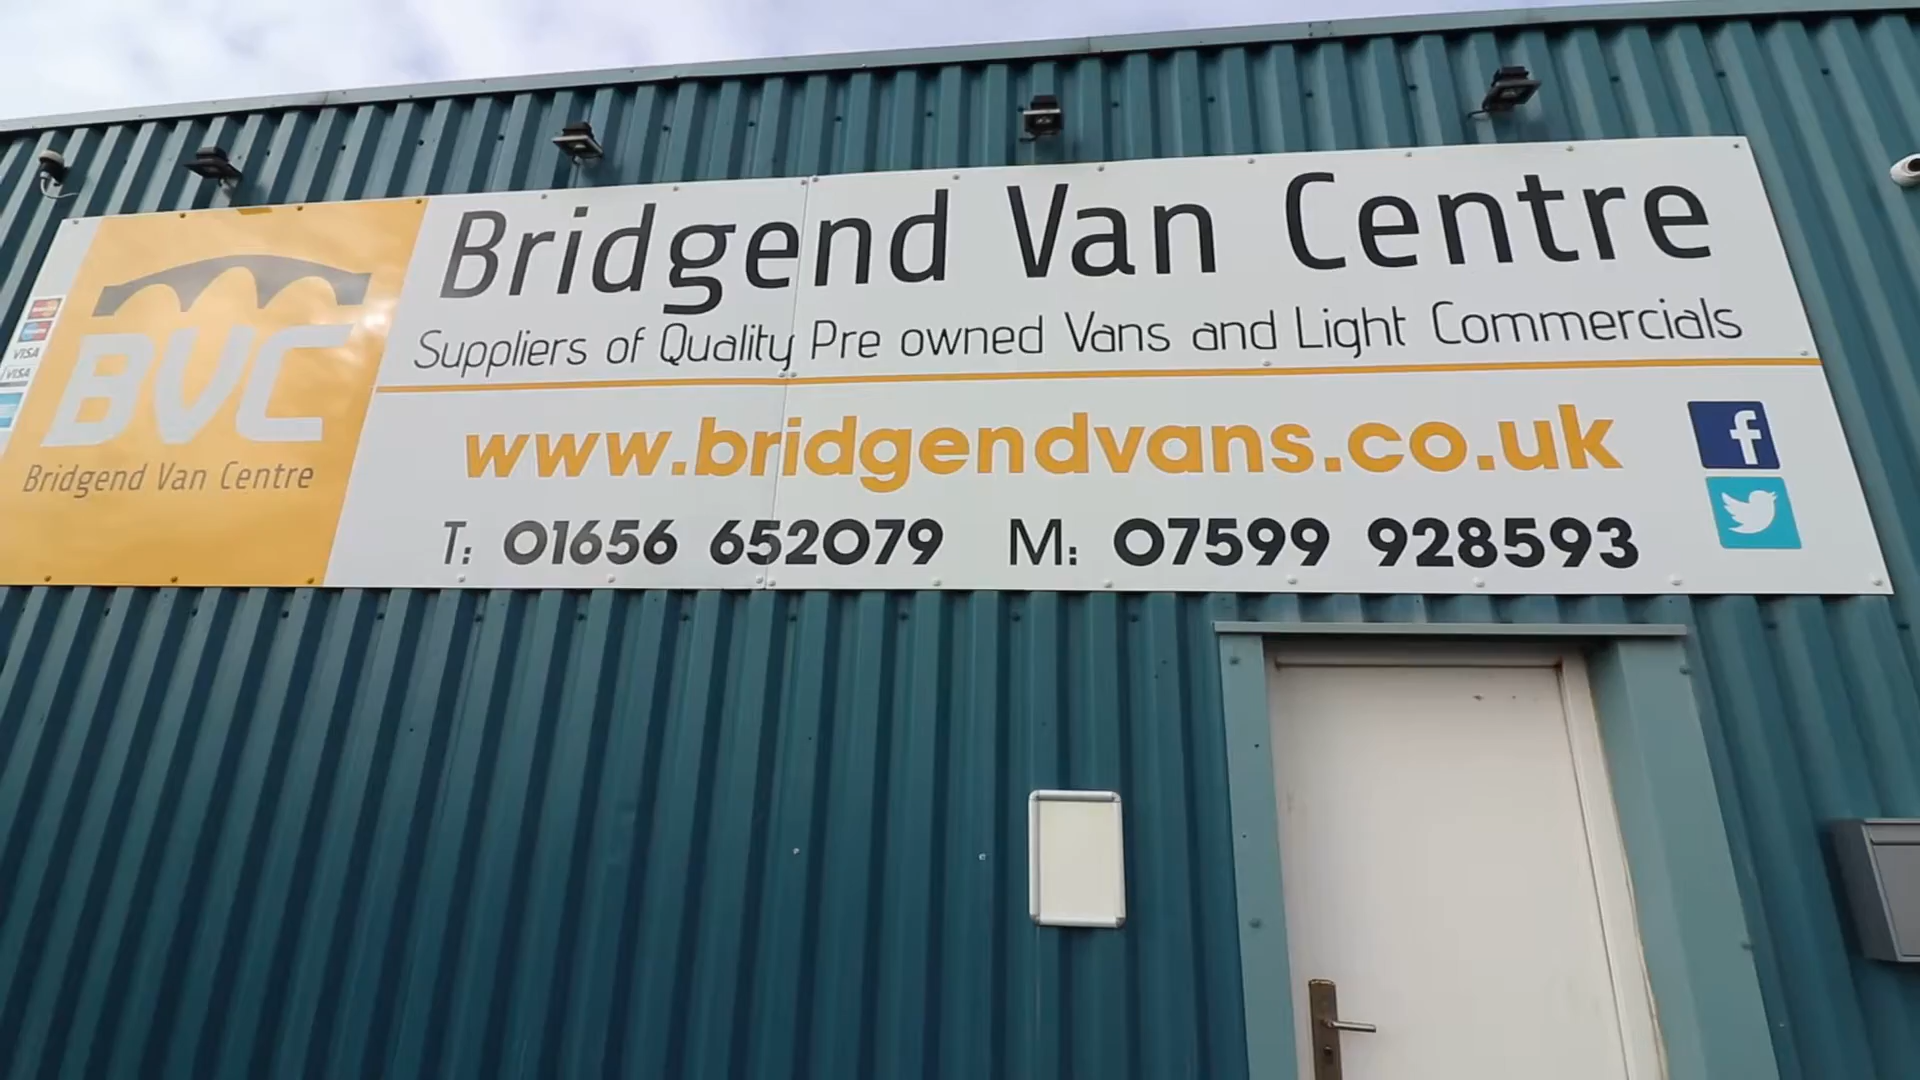 Bridgend Van Centre
Suppliers of Quality Pre owned Vans and Light Commercials
www.bridgendvans.co.uk
T: 01656 652079 M: 07599 928593
BVC
Bridgend Van Centre
VISA
VISA
f